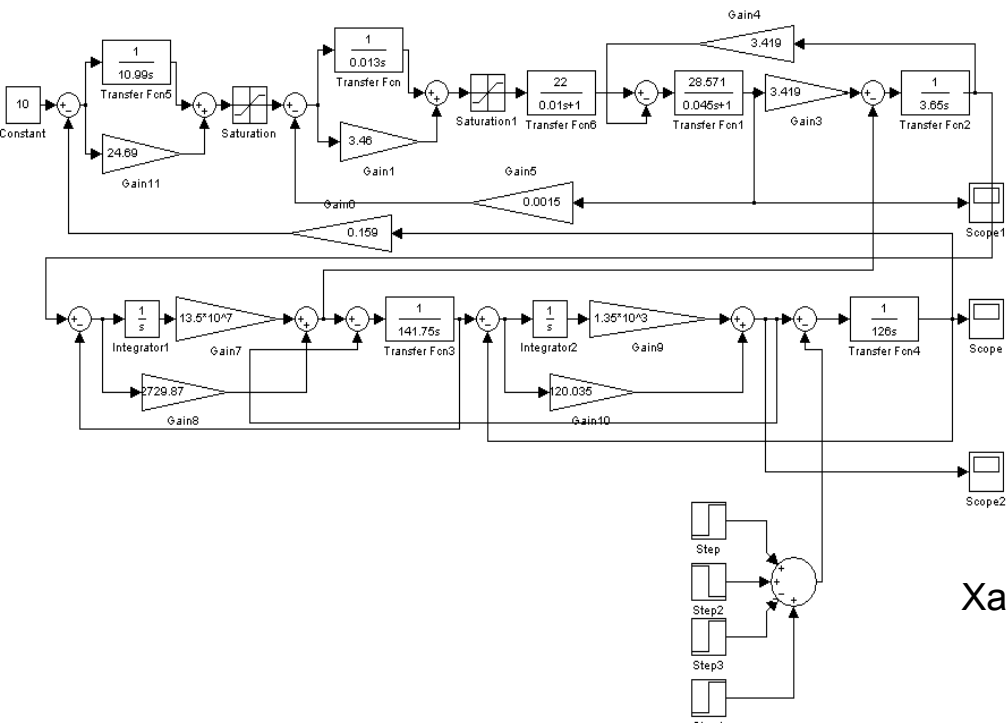 Gain4
3.419
1
10.99s
Transfer Fcn5
1
0.013s
Transfer Fcn
10
Constant
Saturation
Saturation1
22
0.01s+1
Transfer Fcn6
28.571
0.045s+1
Transfer Fcn1
3.419
Gain3
1
3.65s
Transfer Fcn2
24.69
Gain11
3.46
Gain1
Gain5
0.0015
Scope1
Gain6
0.159
1
s
Integrator1
13.5*10^7
Gain7
1
141.75s
Transfer Fcn3
1
s
Integrator2
1.35*10^3
Gain9
1
126s
Transfer Fcn4
Scope
2729.87
Gain8
120.035
Gain10
Scope2
Step
Step2
Step3
Ха